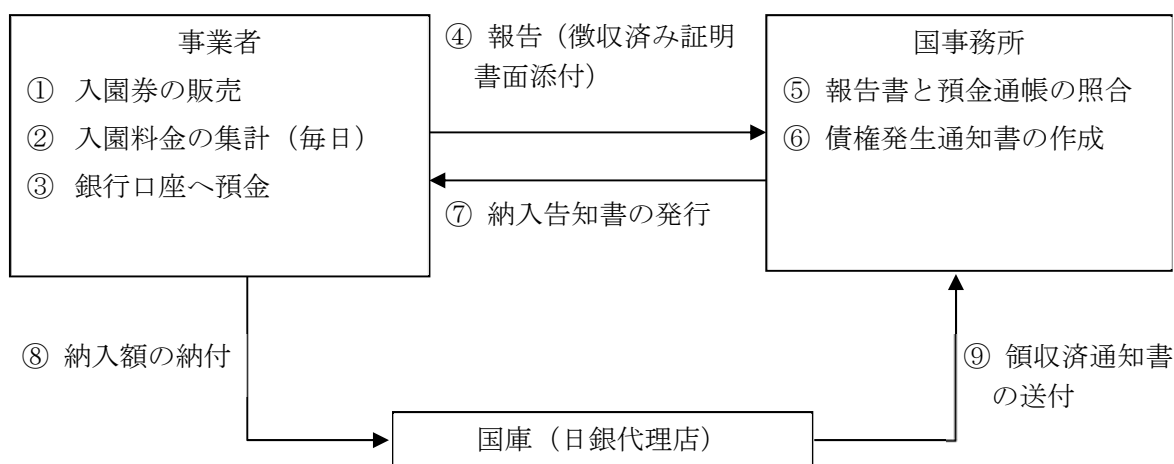 事業者
① 入園券の販売
② 入園料金の集計（毎日）
③ 銀行口座へ預金
④ 報告（徴収済み証明
書面添付）
国事務所
⑤ 報告書と預金通帳の照合
⑥ 債権発生通知書の作成
⑦ 納入告知書の発行
⑧ 納入額の納付
⑨ 領収済通知書
の送付
国庫（日銀代理店）